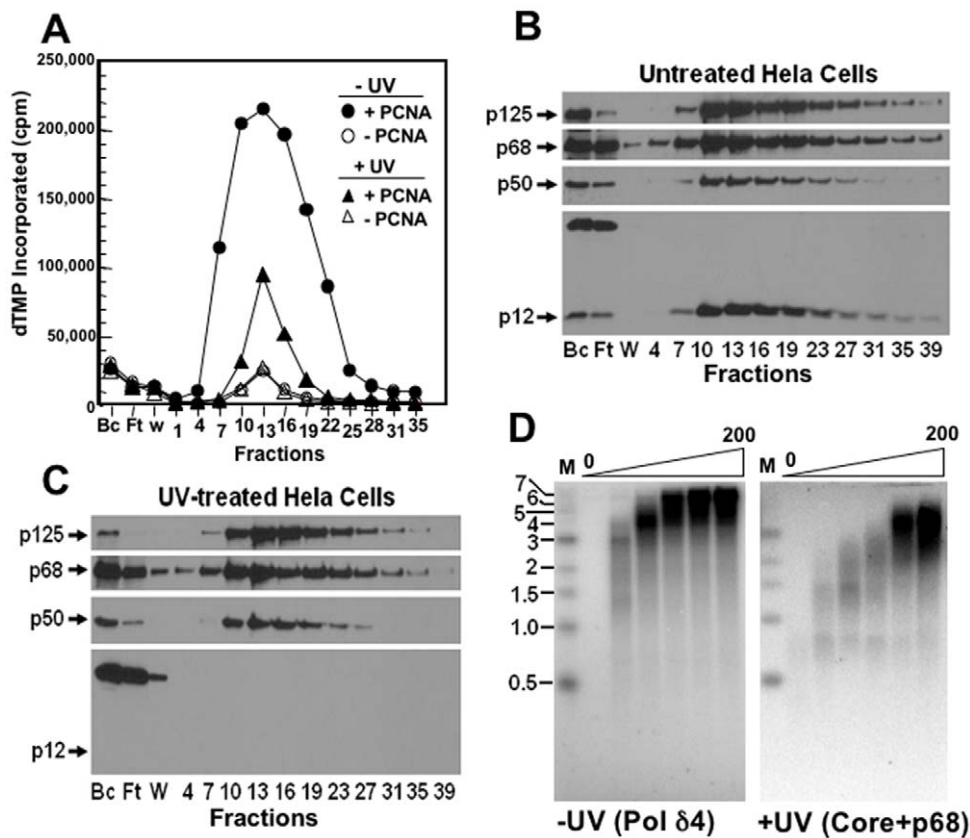 A
250,000
200,000
150,000
100,000
50,000
0
dTMP Incorporated (cpm)
- UV
+ PCNA
- PCNA
+ UV
+ PCNA
- PCNA
Bc Ft w 1 4 7 10 13 16 19 22 25 28 31 35
Fractions
B
Untreated Hela Cells
p125
p68
p50
p12
Bc Ft W 4 7 10 13 16 19 23 27 31 35 39
Fractions
C
UV-treated Hela Cells
p125
p68
p50
p12
Bc Ft W 4 7 10 13 16 19 23 27 31 35 39
Fractions
D
M 0 200
7
6
5
4
3
2
1.5
1.0
0.5
-UV (Pol δ4)
M 0 200
+UV (Core+p68)